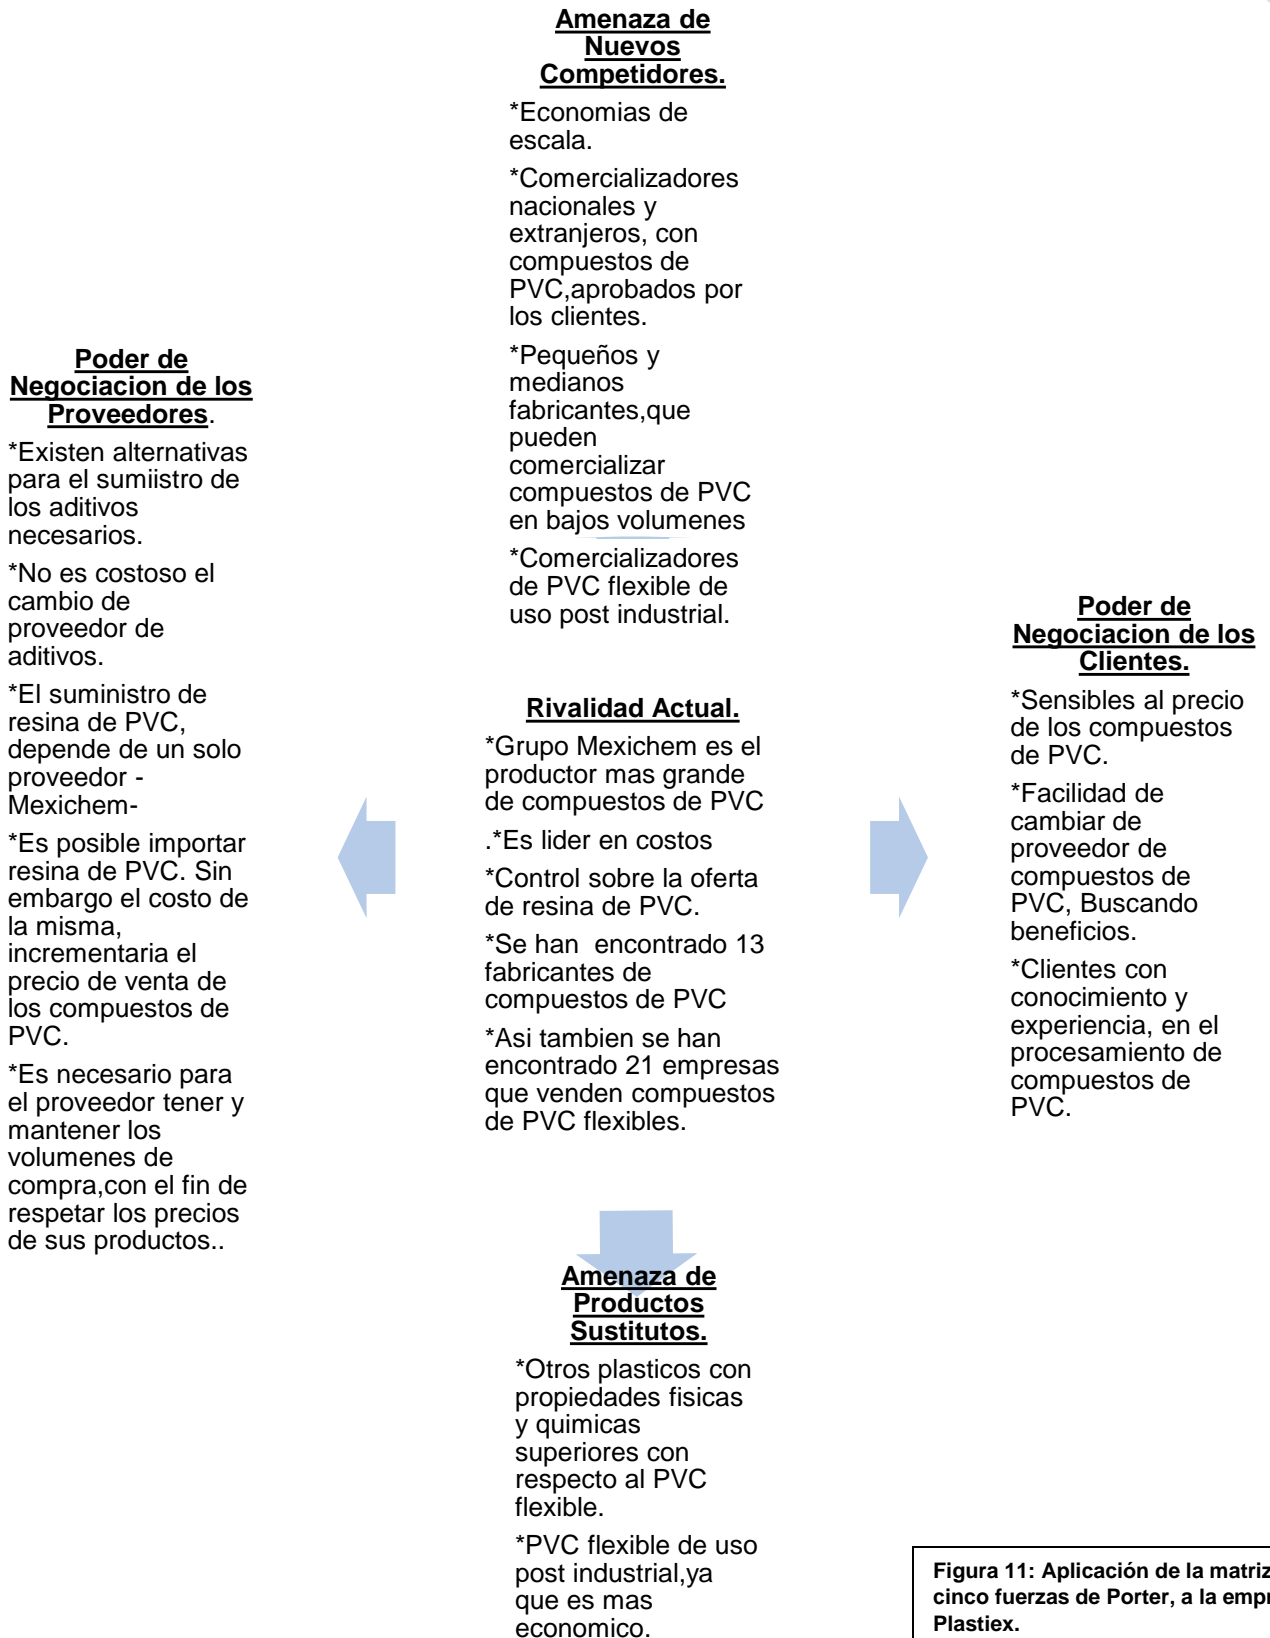 Amenaza de
Nuevos
Competidores.
*Economias de
escala.
*Comercializadores
nacionales y
extranjeros, con
compuestos de
PVC,aprobados por
los clientes.
*Pequeños y
medianos
fabricantes,que
pueden
comercializar
compuestos de PVC
en bajos volumenes
*Comercializadores
de PVC flexible de
uso post industrial.
Poder de
Negociacion de los
Proveedores.
*Existen alternativas
para el sumiistro de
los aditivos
necesarios.
*No es costoso el
cambio de
proveedor de
aditivos.
*El suministro de
resina de PVC,
depende de un solo
proveedor -
Mexichem-
*Es posible importar
resina de PVC. Sin
embargo el costo de
la misma,
incrementaria el
precio de venta de
los compuestos de
PVC.
*Es necesario para
el proveedor tener y
mantener los
volumenes de
compra,con el fin de
respetar los precios
de sus productos..
Rivalidad Actual.
*Grupo Mexichem es el
productor mas grande
de compuestos de PVC
.*Es lider en costos
*Control sobre la oferta
de resina de PVC.
*Se han encontrado 13
fabricantes de
compuestos de PVC
*Asi tambien se han
encontrado 21 empresas
que venden compuestos
de PVC flexibles.
Poder de
Negociacion de los
Clientes.
*Sensibles al precio
de los compuestos
de PVC.
*Facilidad de
cambiar de
proveedor de
compuestos de
PVC, Buscando
beneficios.
*Clientes con
conocimiento y
experiencia, en el
procesamiento de
compuestos de
PVC.
Amenaza de
Productos
Sustitutos.
*Otros plasticos con
propiedades fisicas
y quimicas
superiores con
respecto al PVC
flexible.
*PVC flexible de uso
post industrial,ya
que es mas
economico.
Figura 11: Aplicación de la matriz
cinco fuerzas de Porter, a la
Plastiex.